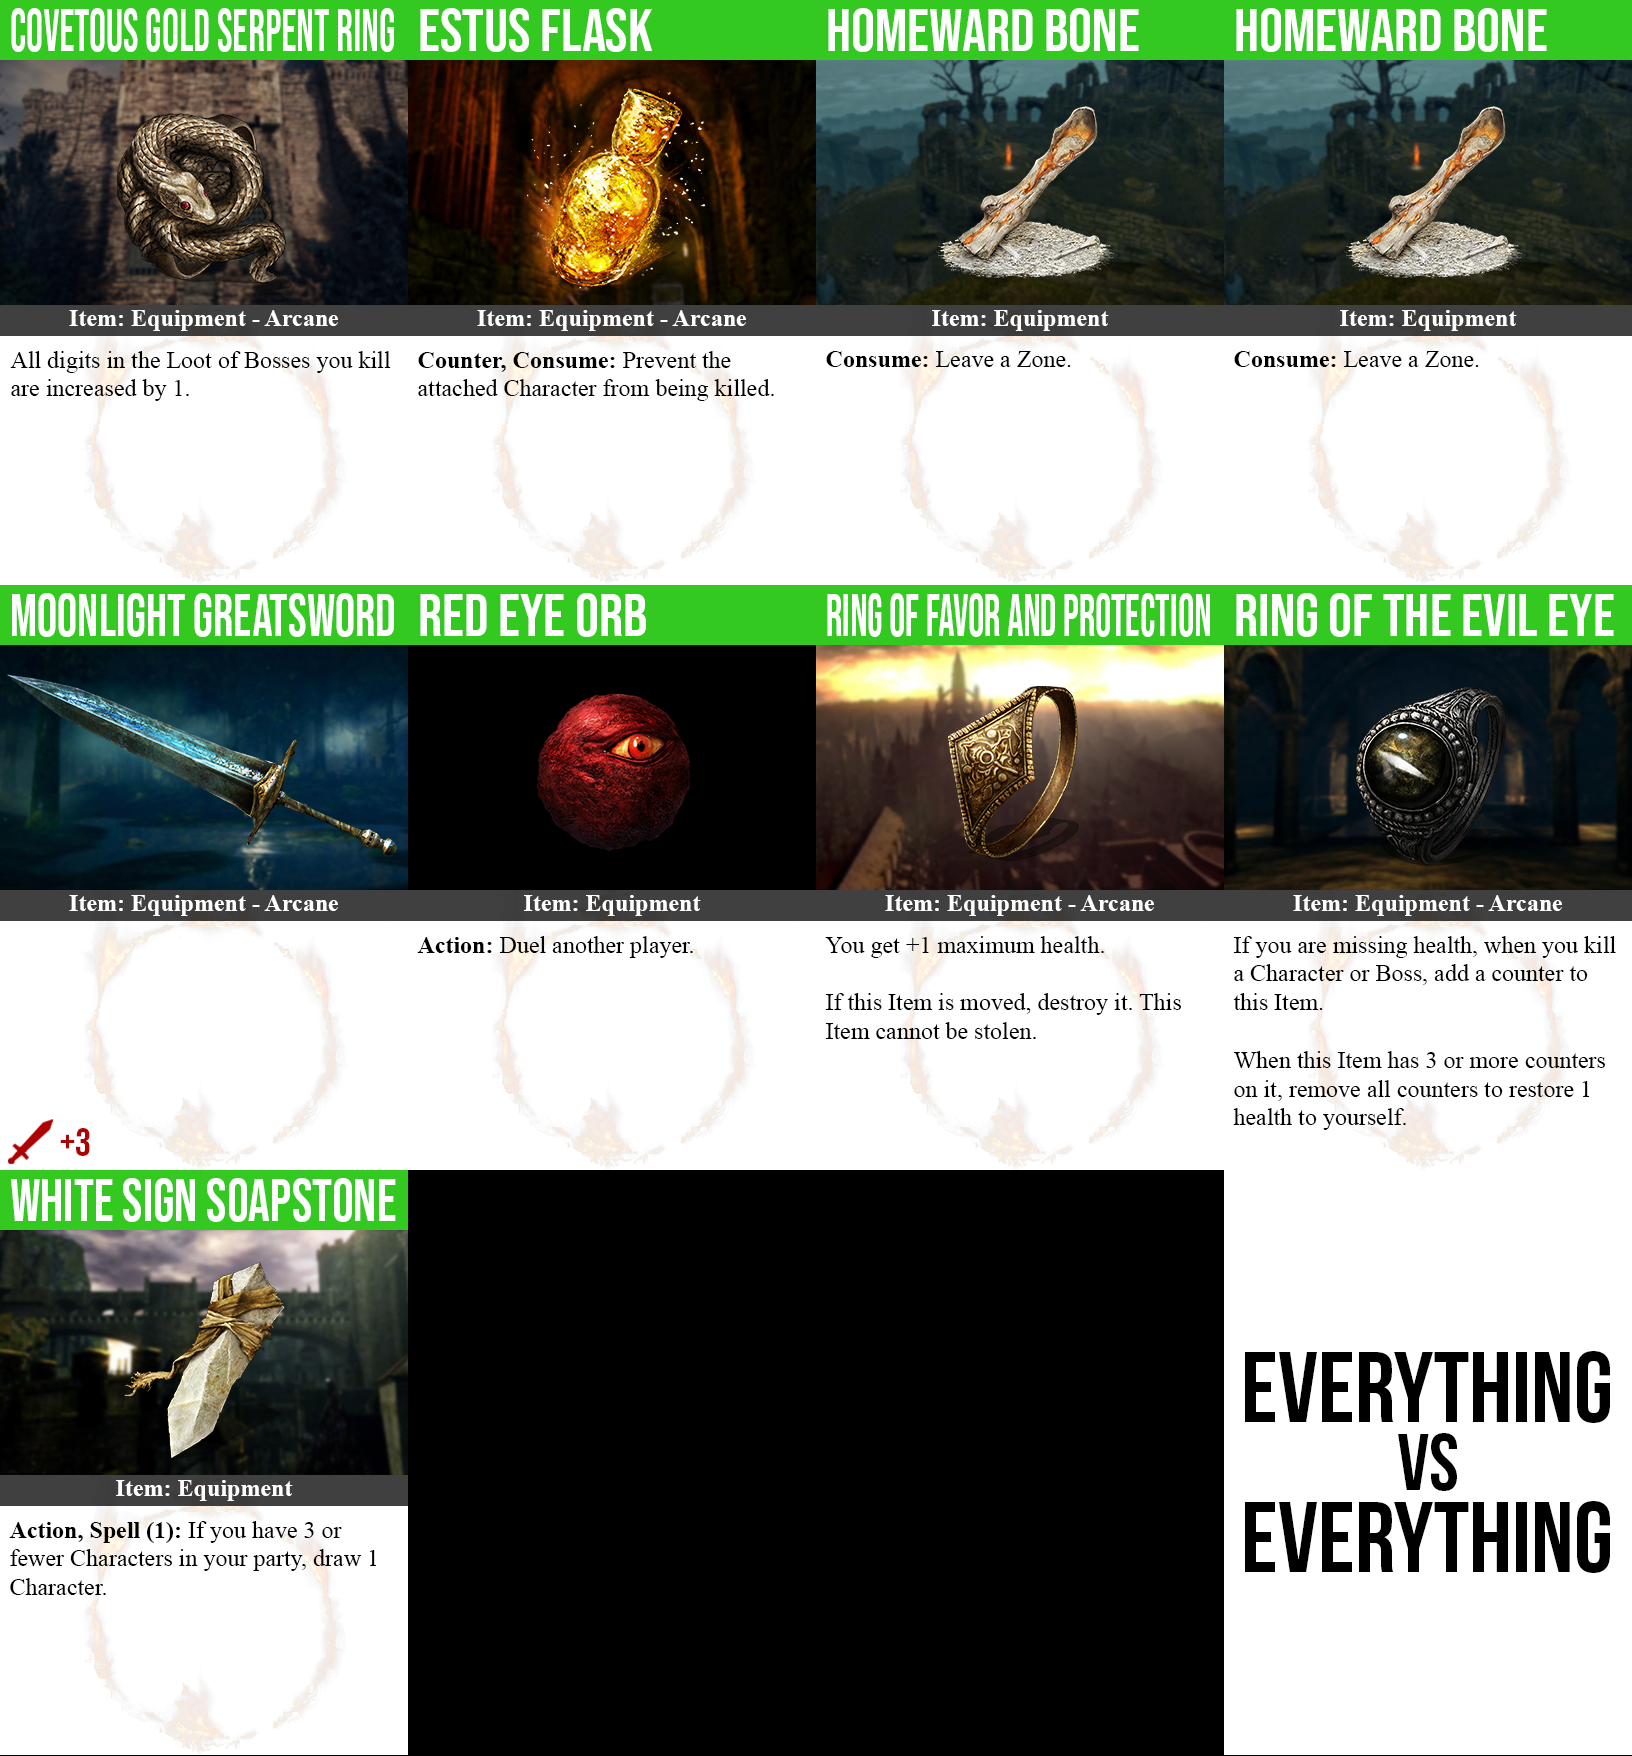 COVETOUS GOLD SERPENT RING
Item: Equipment - Arcane
All digits in the Loot of Bosses you kill
are increased by 1.
ESTUS FLASK
Item: Equipment - Arcane
Counter, Consume: Prevent the
attached Character from being killed.
HOMEWARD BONE
Item: Equipment
Consume: Leave a Zone.
HOMEWARD BONE
Item: Equipment
Consume: Leave a Zone.
MOONLIGHT GREATSWORD
Item: Equipment - Arcane
+3
RED EYE ORB
Item: Equipment
Action: Duel another player.
RING OF FAVOR AND PROTECTION
Item: Equipment - Arcane
You get +1 maximum health.
If this Item is moved, destroy it. This
Item cannot be stolen.
RING OF THE EVIL EYE
Item: Equipment - Arcane
If you are missing health, when you kill
a Character or Boss, add a counter to
this Item.
When this Item has 3 or more counters
on it, remove all counters to restore 1
health to yourself.
WHITE SIGN SOAPSTONE
Item: Equipment
Action, Spell (1): If you have 3 or
fewer Characters in your party, draw 1
Character.
EVERYTHING
VS
EVERYTHING